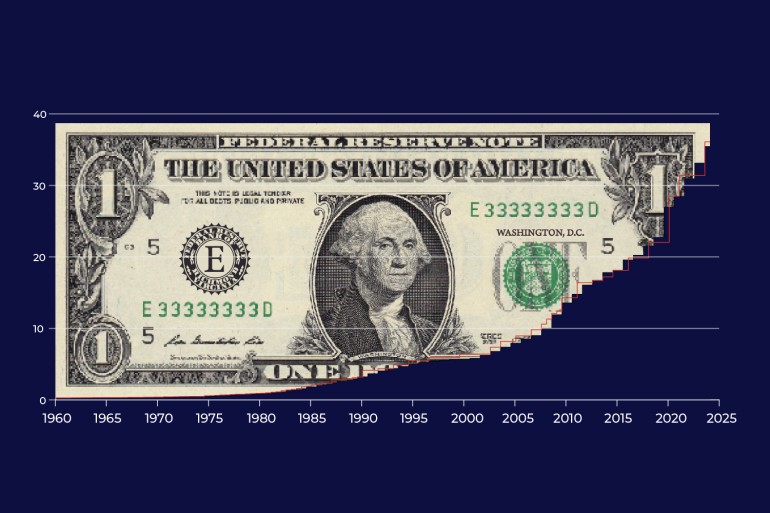 40
FEDERAL RESERVE NOTE
THE UNITED STATES OF AMERICA
1
1
THIS NOTE IS LEGAL TENDER
FOR ALL DEBTS, PUBLIC AND PRIVATE
30
E 33333333 D
WASHINGTON, D.C.
5
5
E
20
E 33333333 D
5
10
1
ONE
0
1960 1965 1970 1975 1980 1985 1990 1995 2000 2005 2010 2015 2020 2025